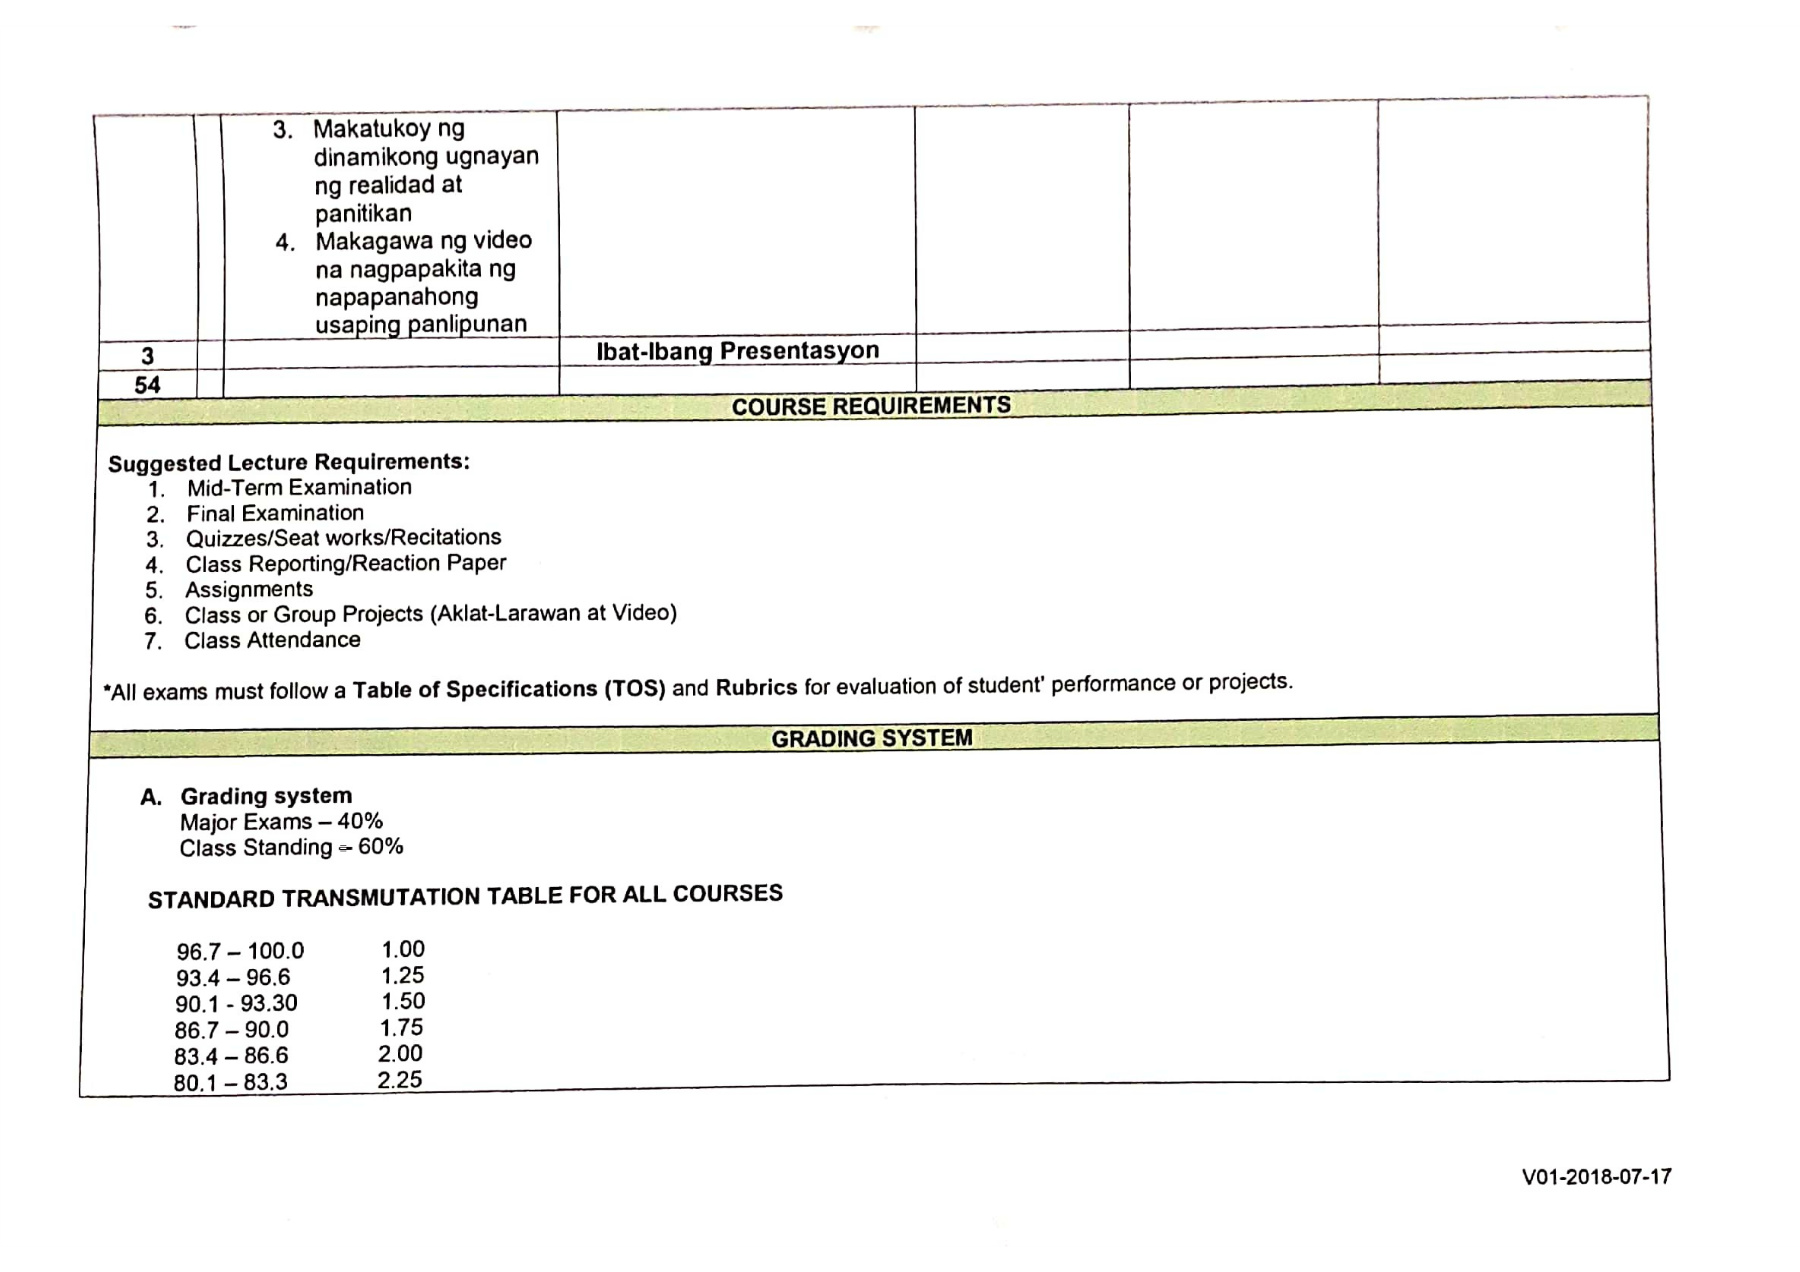 3. Makatukoy ng
dinamikong ugnayan
ng realidad at
panitikan
4. Makagawa ng video
na nagpapakita ng
napapanahong
usaping panlipunan
3 Ibat-Ibang Presentasyon
54
COURSE REQUIREMENTS
Suggested Lecture Requirements:
1. Mid-Term Examination
2. Final Examination
3. Quizzes/Seat works/Recitations
4. Class Reporting/Reaction Paper
5. Assignments
6. Class or Group Projects (Aklat-Larawan at Video)
7. Class Attendance
*All exams must follow a Table of Specifications (TOS) and Rubrics for evaluation of student' performance or projects.
GRADING SYSTEM
A. Grading system
Major Exams – 40%
Class Standing – 60%
STANDARD TRANSMUTATION TABLE FOR ALL COURSES
96.7 – 100.0 1.00
93.4 – 96.6 1.25
90.1 - 93.30 1.50
86.7 – 90.0 1.75
83.4 – 86.6 2.00
80.1 – 83.3 2.25
V01-2018-07-17